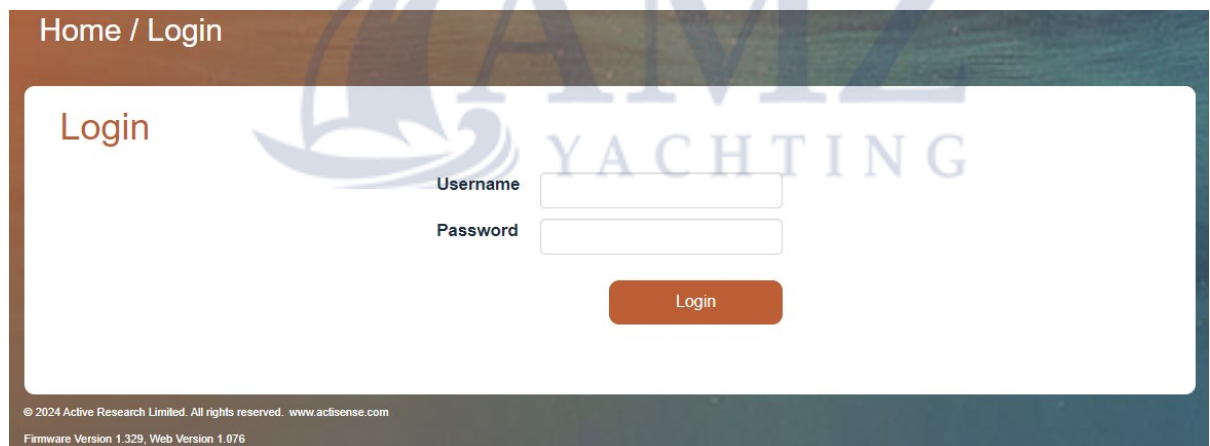 Home / Login
AMZ
YACHTING
Login
Username
Password
Login
© 2024 Active Research Limited. All rights reserved. www.actisense.com
Firmware Version 1.329, Web Version 1.076